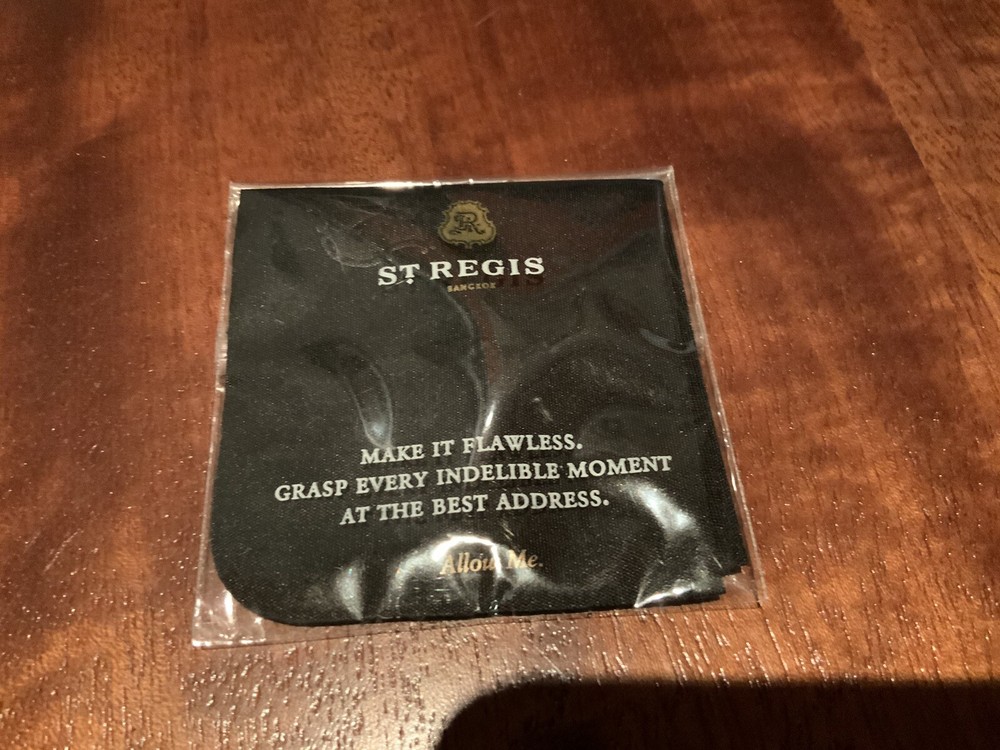 ST. REGIS
BANGKOK
MAKE IT FLAWLESS.
GRASP EVERY INDELIBLE MOMENT
AT THE BEST ADDRESS.
Allow Me.